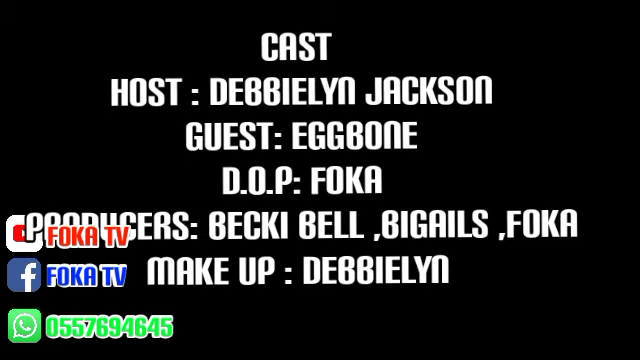 CAST
HOST : DEBBIELYN JACKSON
GUEST: EGGBONE
D.O.P: FOKA
PRODUCERS: BECKI BELL ,BIGAILS ,FOKA
FOKA TV
MAKE UP : DEBBIELYN
FOKA TV
0557694645